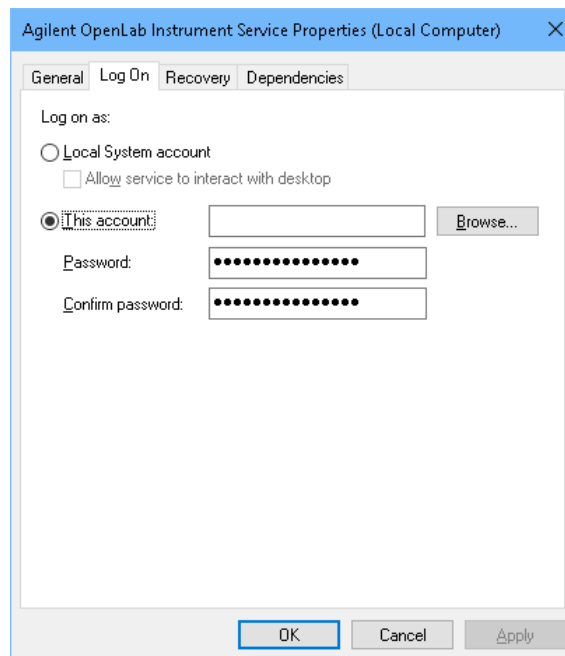 Agilent OpenLab Instrument Service Properties (Local Computer)
General Log On Recovery Dependencies
Log on as:
Local System account
Allow service to interact with desktop
This account: Browse...
Password: •••••••••••••••
Confirm password: •••••••••••••••
OK Cancel Apply